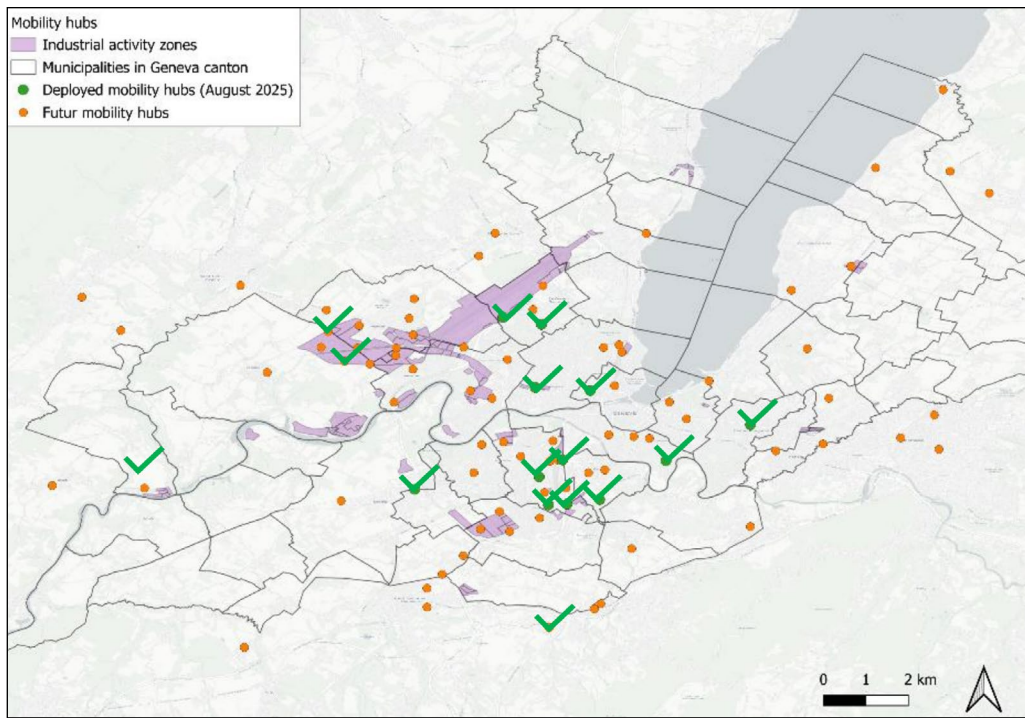 Mobility hubs
Industrial activity zones
Municipalities in Geneva canton
Deployed mobility hubs (August 2025)
Futur mobility hubs
GENÈVE
0 1 2 km